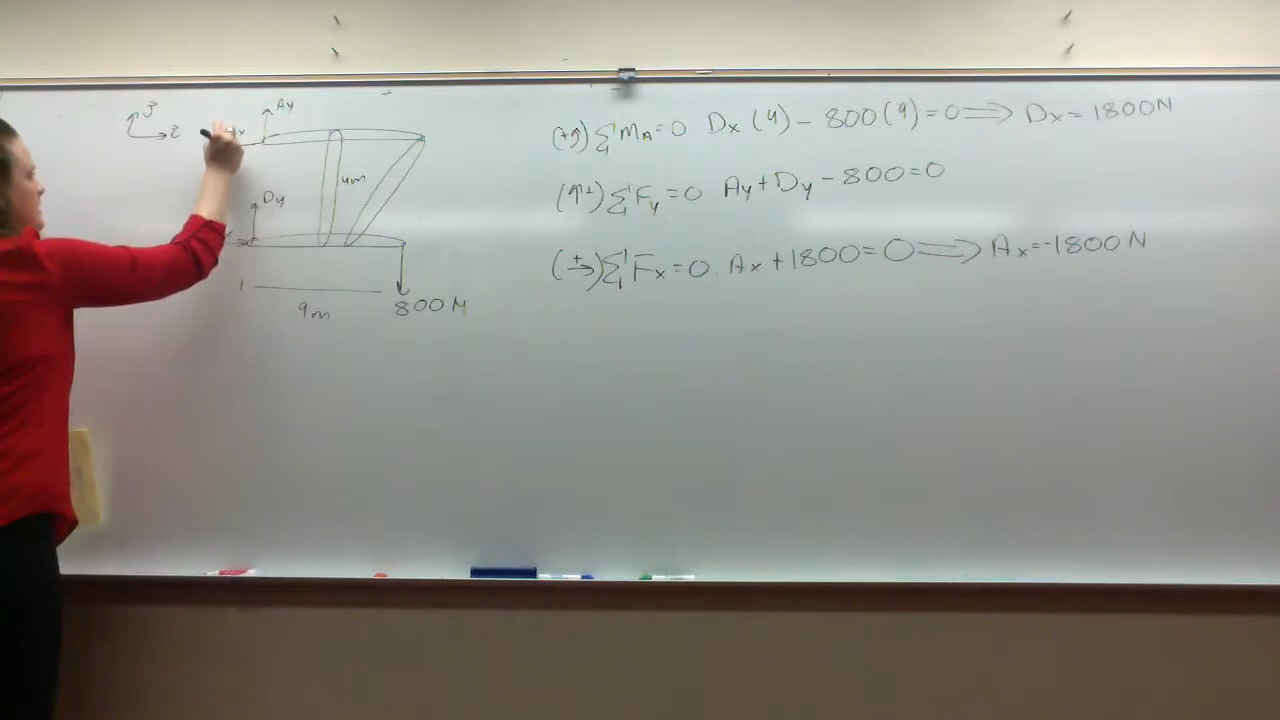 Ay
j
i
x
4m
Dy
9m
800 N
(+↺) ΣMA=0 Dx (4) - 800(9)=0 ⟹ Dx=1800N
(↑+) ΣFy=0 Ay+Dy-800=0
(→+) ΣFx=0 Ax+1800=0 ⟹ Ax=-1800N